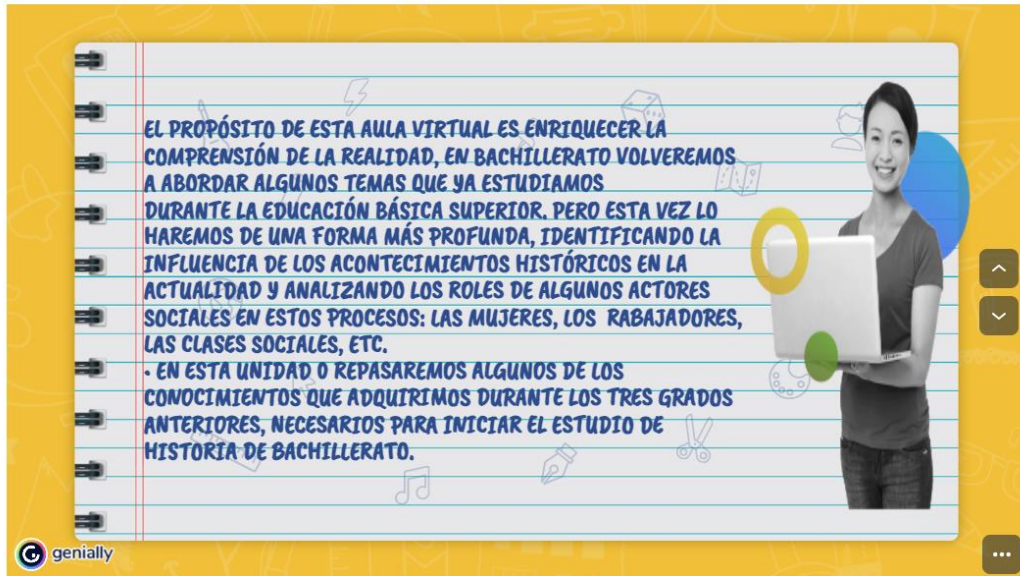 EL PROPÓSITO DE ESTA AULA VIRTUAL ES ENRIQUECER LA
COMPRENSIÓN DE LA REALIDAD, EN BACHILLERATO VOLVEREMOS
A ABORDAR ALGUNOS TEMAS QUE YA ESTUDIAMOS
DURANTE LA EDUCACIÓN BÁSICA SUPERIOR. PERO ESTA VEZ LO
HAREMOS DE UNA FORMA MÁS PROFUNDA, IDENTIFICANDO LA
INFLUENCIA DE LOS ACONTECIMIENTOS HISTÓRICOS EN LA
ACTUALIDAD Y ANALIZANDO LOS ROLES DE ALGUNOS ACTORES
SOCIALES EN ESTOS PROCESOS: LAS MUJERES, LOS RABAJADORES,
LAS CLASES SOCIALES, ETC.
• EN ESTA UNIDAD 0 REPASAREMOS ALGUNOS DE LOS
CONOCIMIENTOS QUE ADQUIRIMOS DURANTE LOS TRES GRADOS
ANTERIORES, NECESARIOS PARA INICIAR EL ESTUDIO DE
HISTORIA DE BACHILLERATO.
genially